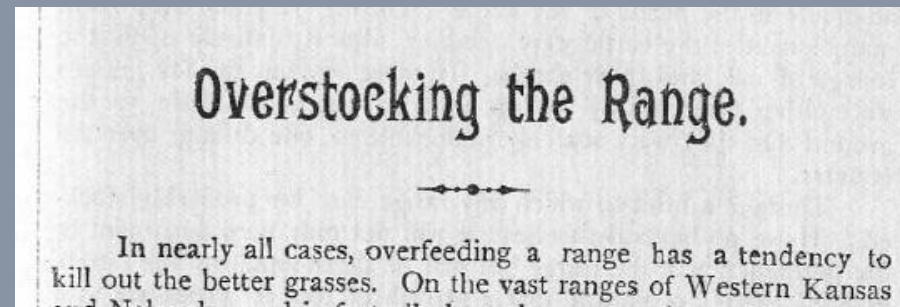 Overstocking the Range.
In nearly all cases, overfeeding a range has a tendency to
kill out the better grasses. On the vast ranges of Western Kansas